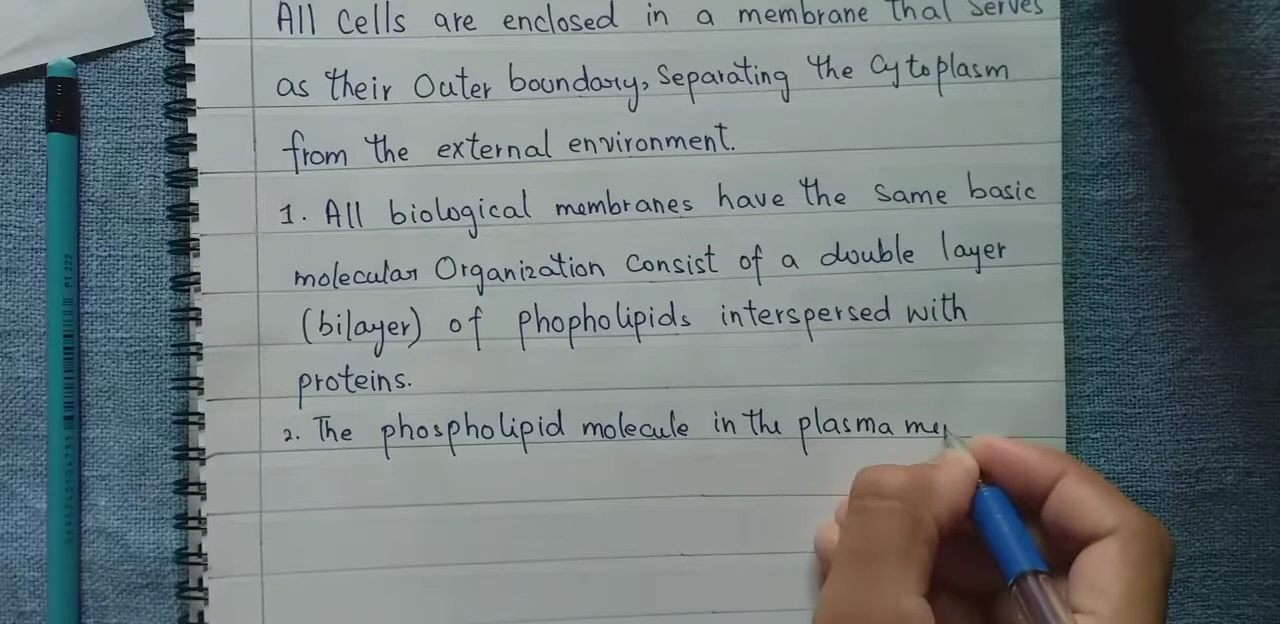 All Cells are enclosed in a membrane that serves
as their Outer boundary, Separating the Cytoplasm
from the external environment.
1. All biological membranes have the same basic
molecular Organization Consist of a double layer
(bilayer) of phopholipids interspersed with
proteins.
2. The phospholipid molecule in the plasma me